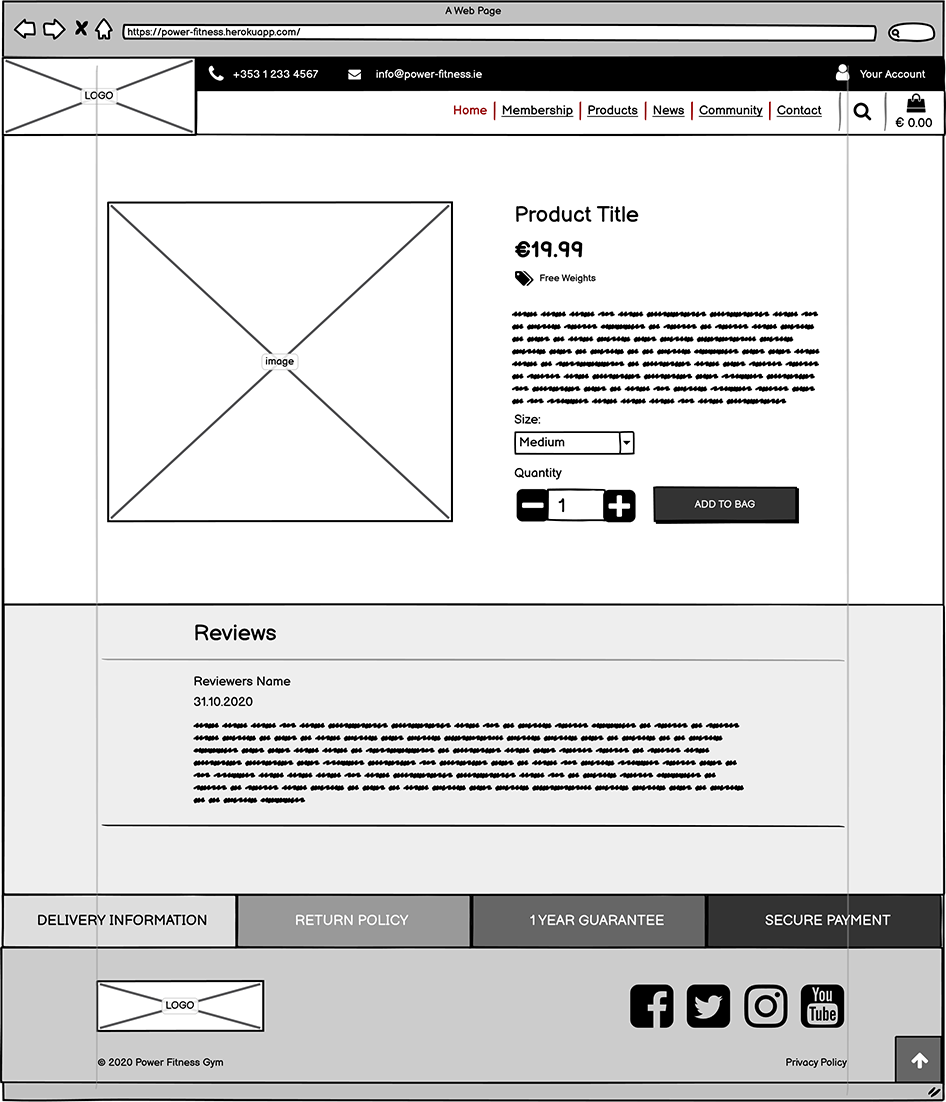 A Web Page
https://power-fitness.herokuapp.com/
LOGO
+353 1 233 4567
info@power-fitness.ie
Your Account
Home | Membership | Products | News | Community | Contact
€ 0.00
Product Title
€19.99
Free Weights
image
Size:
Medium
Quantity
1
ADD TO BAG
Reviews
Reviewers Name
31.10.2020
DELIVERY INFORMATION
RETURN POLICY
1 YEAR GUARANTEE
SECURE PAYMENT
LOGO
You
Tube
© 2020 Power Fitness Gym
Privacy Policy